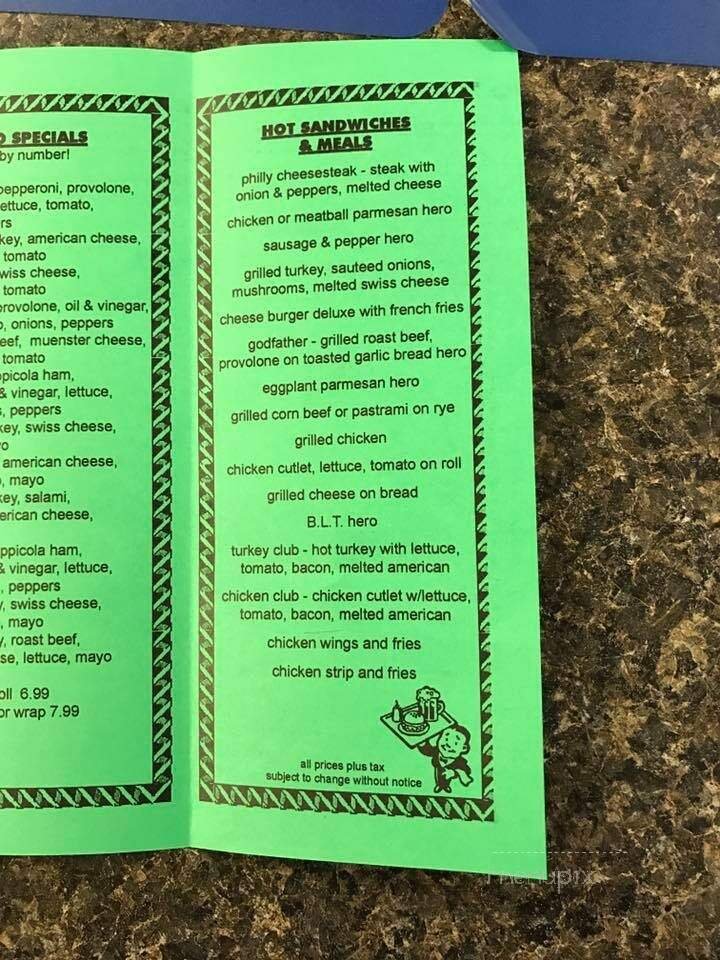 SPECIALS
by number!
pepperoni, provolone,
lettuce, tomato,
american cheese,
tomato
swiss cheese,
tomato
provolone, oil & vinegar,
onions, peppers
muenster cheese,
tomato
ham,
& vinegar, lettuce,
peppers
swiss cheese,
american cheese,
mayo
salami,
cheese,
ham,
& vinegar, lettuce,
peppers
swiss cheese,
mayo
roast beef,
lettuce, mayo
6.99
or wrap 7.99
HOT SANDWICHES
& MEALS
philly cheesesteak - steak with
onion & peppers, melted cheese
chicken or meatball parmesan hero
sausage & pepper hero
grilled turkey, sauteed onions,
mushrooms, melted swiss cheese
cheese burger deluxe with french fries
godfather - grilled roast beef,
provolone on toasted garlic bread hero
eggplant parmesan hero
grilled corn beef or pastrami on rye
grilled chicken
chicken cutlet, lettuce, tomato on roll
grilled cheese on bread
B.L.T. hero
turkey club - hot turkey with lettuce,
tomato, bacon, melted american
chicken club - chicken cutlet w/lettuce,
tomato, bacon, melted american
chicken wings and fries
chicken strip and fries
all prices plus tax
subject to change without notice
menupix